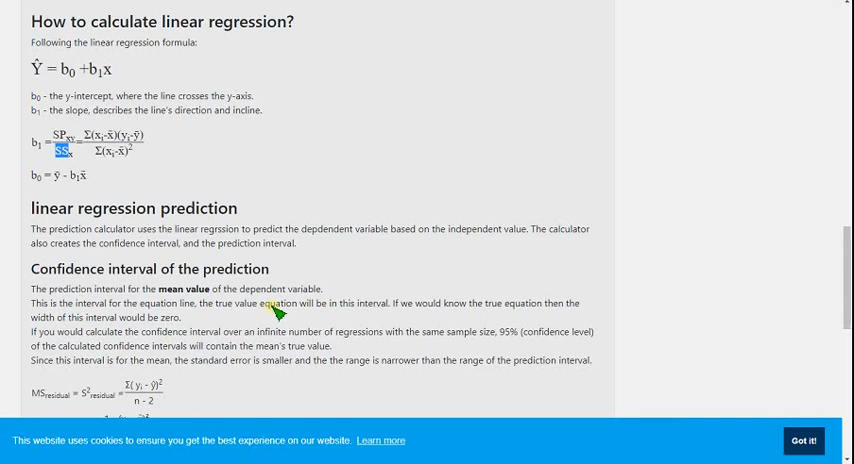 How to calculate linear regression?
Following the linear regression formula:
Ŷ = b₀ +b₁x
b₀ - the y-intercept, where the line crosses the y-axis.
b₁ - the slope, describes the line's direction and incline.
b₁ = SP_XY / SS_x = Σ(xᵢ-x̄)(yᵢ-ȳ) / Σ(xᵢ-x̄)²
b₀ = ȳ - b₁x̄
linear regression prediction
The prediction calculator uses the linear regrssion to predict the depdendent variable based on the independent value. The calculator
also creates the confidence interval, and the prediction interval.
Confidence interval of the prediction
The prediction interval for the mean value of the dependent variable.
This is the interval for the equation line, the true value equation will be in this interval. If we would know the true equation then the
width of this interval would be zero.
If you would calculate the confidence interval over an infinite number of regressions with the same sample size, 95% (confidence level)
of the calculated confidence intervals will contain the mean's true value.
Since this interval is for the mean, the standard error is smaller and the the range is narrower than the range of the prediction interval.
MS_residual = S²_residual = Σ(yᵢ - ŷ)² / n - 2
This website uses cookies to ensure you get the best experience on our website. Learn more
Got it!